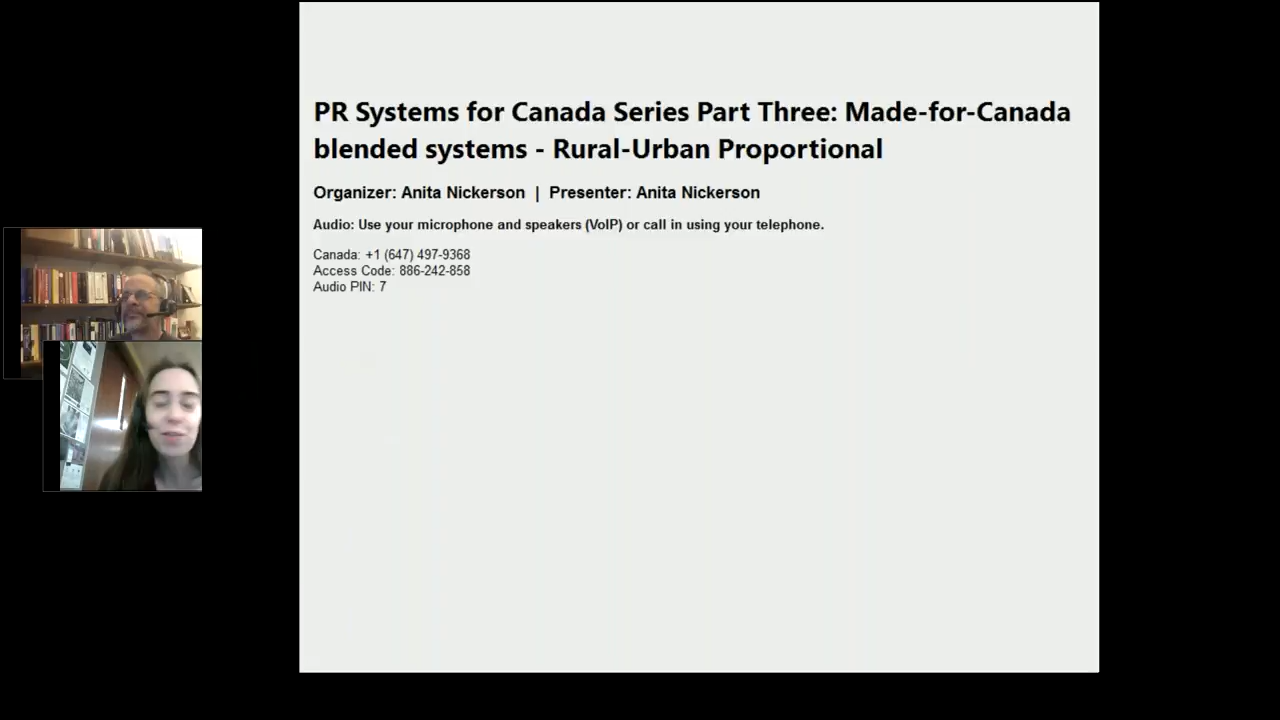 PR Systems for Canada Series Part Three: Made-for-Canada
blended systems - Rural-Urban Proportional
Organizer: Anita Nickerson | Presenter: Anita Nickerson
Audio: Use your microphone and speakers (VoIP) or call in using your telephone.
Canada: +1 (647) 497-9368
Access Code: 886-242-858
Audio PIN: 7